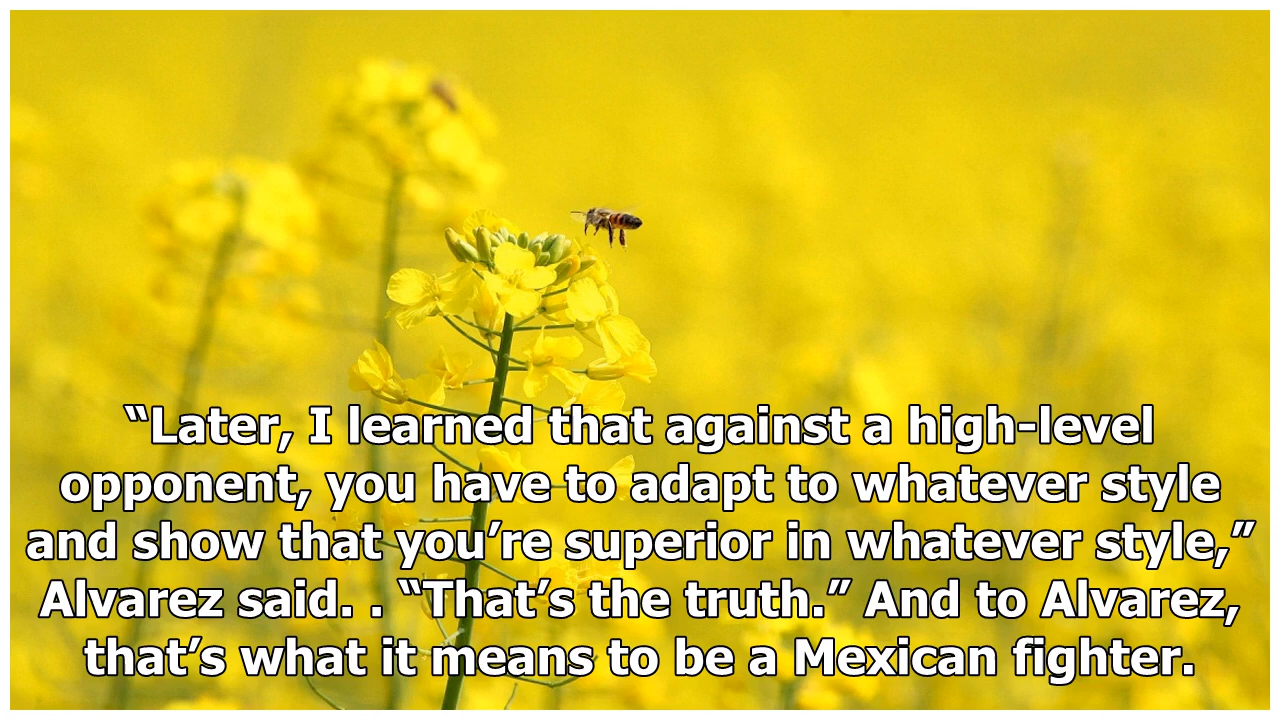 “Later, I learned that against a high-level
opponent, you have to adapt to whatever style
and show that you’re superior in whatever style,”
Alvarez said. . “That’s the truth.” And to Alvarez,
that’s what it means to be a Mexican fighter.